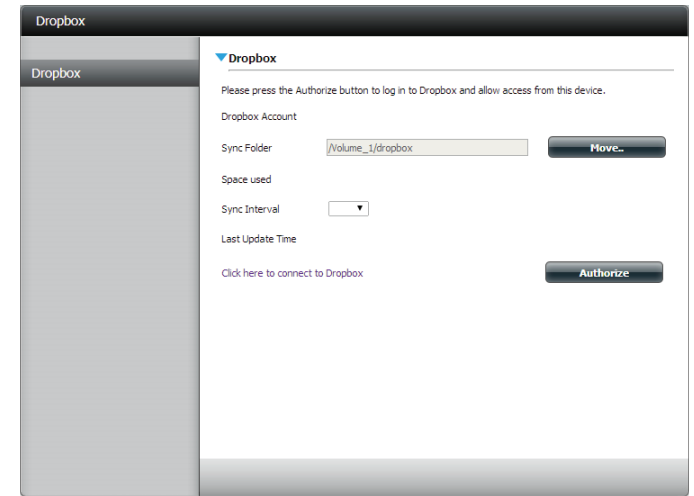 Dropbox
Dropbox
Dropbox
Please press the Authorize button to log in to Dropbox and allow access from this device.
Dropbox Account
Sync Folder /Volume_1/dropbox Move..
Space used
Sync Interval
Last Update Time
Click here to connect to Dropbox Authorize